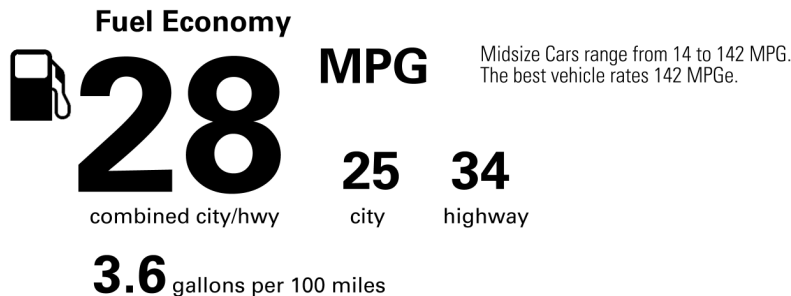 Fuel Economy
28 MPG
Midsize Cars range from 14 to 142 MPG.
The best vehicle rates 142 MPGe.
combined city/hwy
25 city
34 highway
3.6 gallons per 100 miles